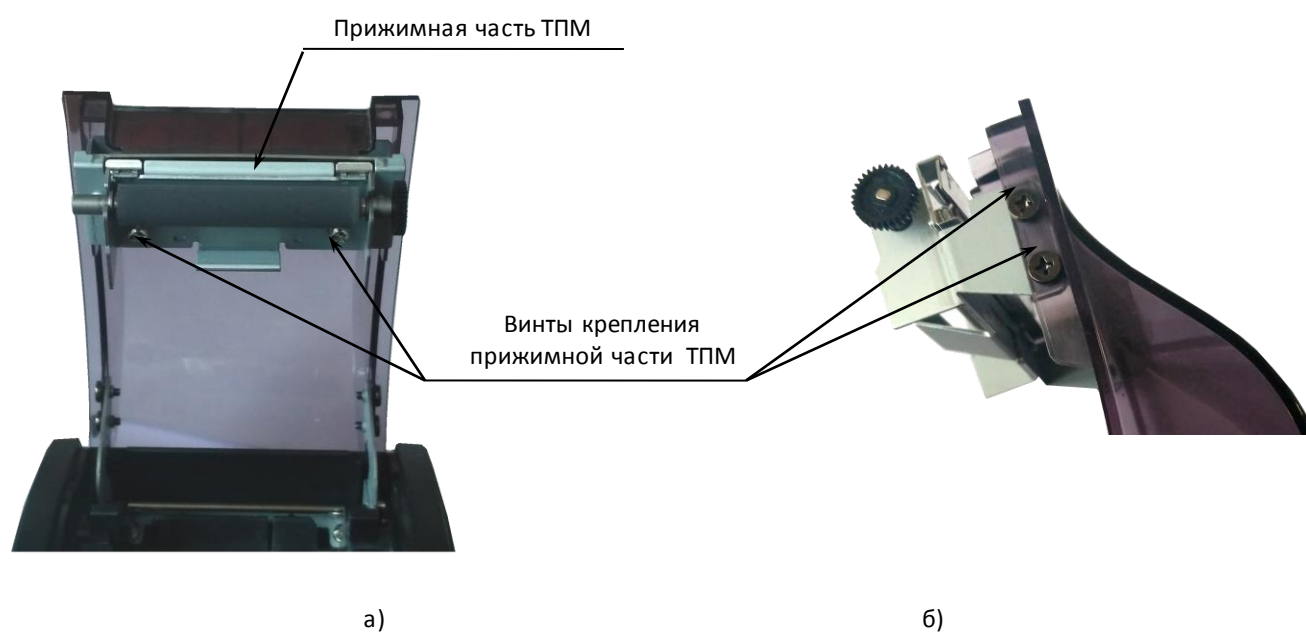 Прижимная часть ТПМ
Винты крепления
прижимной части ТПМ
а)
б)